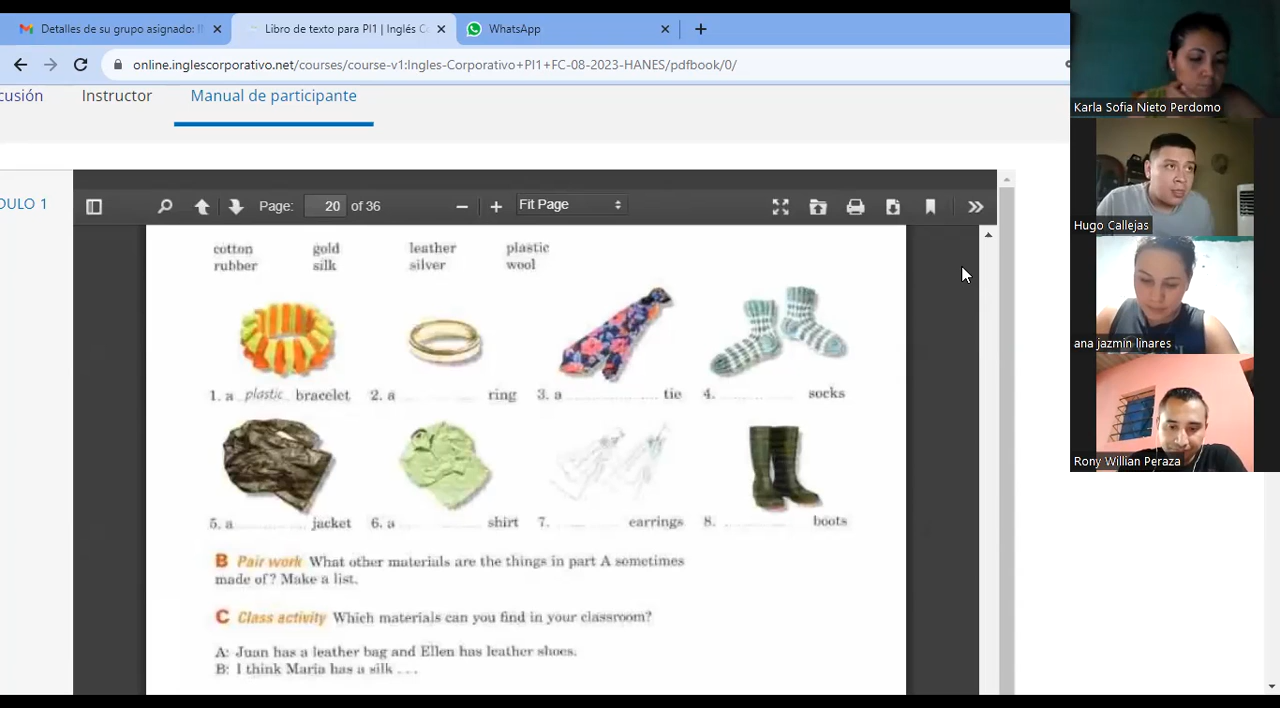 Detalles de su grupo asignado: I
Libro de texto para PI1 | Inglés C
WhatsApp
online.inglescorporativo.net/courses/course-v1:Ingles-Corporativo+PI1+FC-08-2023-HANES/pdfbook/0/
cusión Instructor Manual de participante
DULO 1
Page: 20 of 36 Fit Page
cotton gold leather plastic
rubber silk silver wool
1. a plastic bracelet 2. a ring 3. a tie 4. socks
5. a jacket 6. a shirt 7. earrings 8. boots
B Pair work What other materials are the things in part A sometimes
made of? Make a list.
C Class activity Which materials can you find in your classroom?
A: Juan has a leather bag and Ellen has leather shoes.
B: I think Maria has a silk . . .
Karla Sofia Nieto Perdomo
Hugo Callejas
ana jazmin linares
Rony Willian Peraza